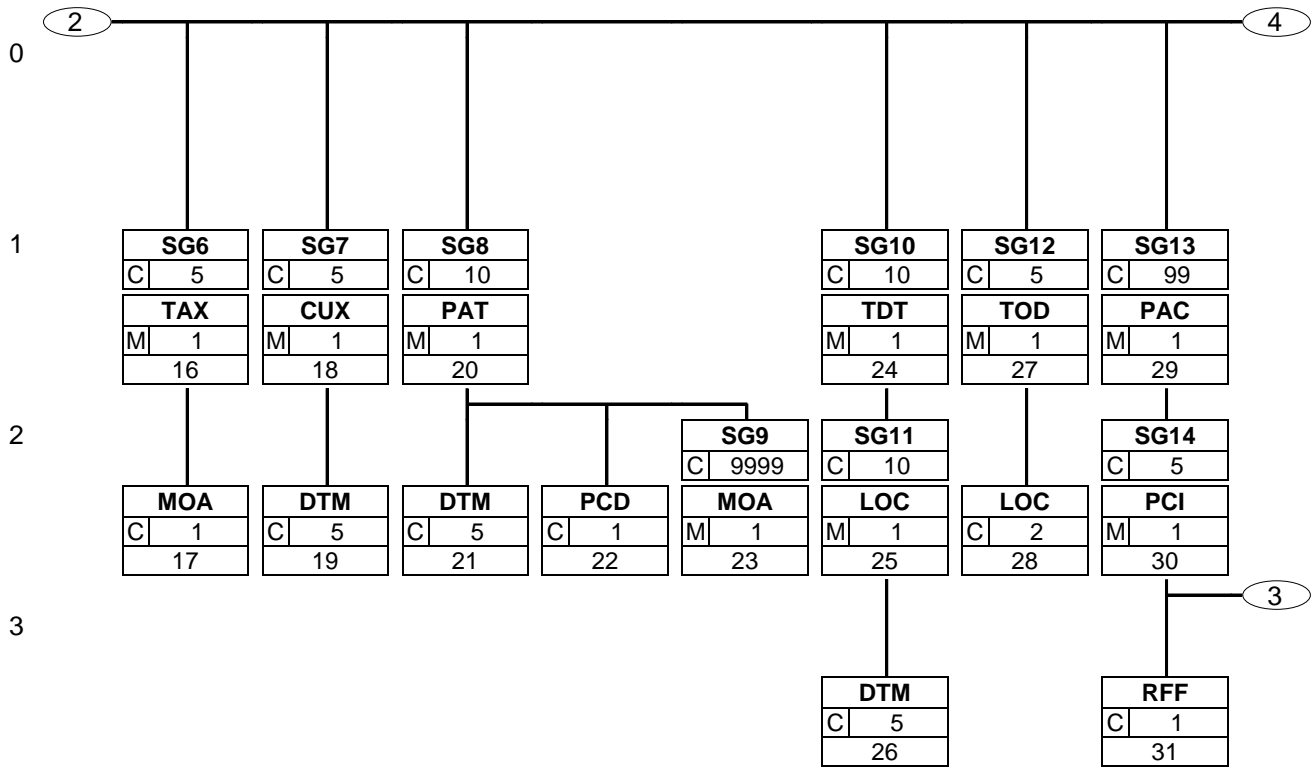 2 4
0
1 SG6 SG7 SG8 SG10 SG12 SG13
C 5 C 5 C 10 C 10 C 5 C 99
TAX CUX PAT TDT TOD PAC
M 1 M 1 M 1 M 1 M 1 M 1
16 18 20 24 27 29
2 SG9 SG11 SG14
C 9999 C 10 C 5
MOA DTM DTM PCD MOA LOC LOC PCI
C 1 C 5 C 5 C 1 M 1 M 1 C 2 M 1
17 19 21 22 23 25 28 30
3
3
DTM RFF
C 5 C 1
26 31